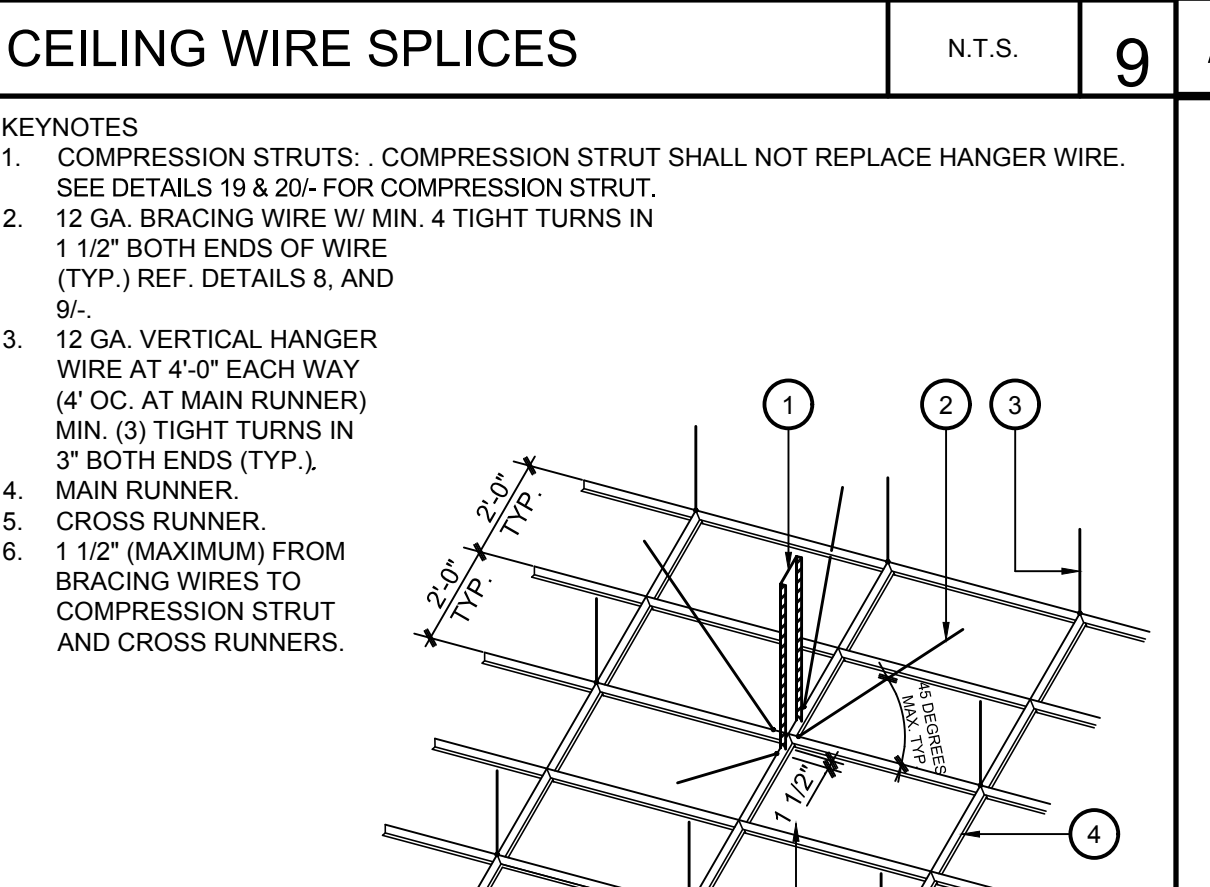 CEILING WIRE SPLICES
N.T.S.
9
KEYNOTES
1. COMPRESSION STRUTS: . COMPRESSION STRUT SHALL NOT REPLACE HANGER WIRE.
SEE DETAILS 19 & 20/- FOR COMPRESSION STRUT.
2. 12 GA. BRACING WIRE W/ MIN. 4 TIGHT TURNS IN
1 1/2" BOTH ENDS OF WIRE
(TYP.) REF. DETAILS 8, AND
9/-.
3. 12 GA. VERTICAL HANGER
WIRE AT 4'-0" EACH WAY
(4' OC. AT MAIN RUNNER)
MIN. (3) TIGHT TURNS IN
3" BOTH ENDS (TYP.).
4. MAIN RUNNER.
5. CROSS RUNNER.
6. 1 1/2" (MAXIMUM) FROM
BRACING WIRES TO
COMPRESSION STRUT
AND CROSS RUNNERS.
1
2
3
2'-0"
TYP.
2'-0"
TYP.
45 DEGREES
MAX. TYP
1 1/2"
4